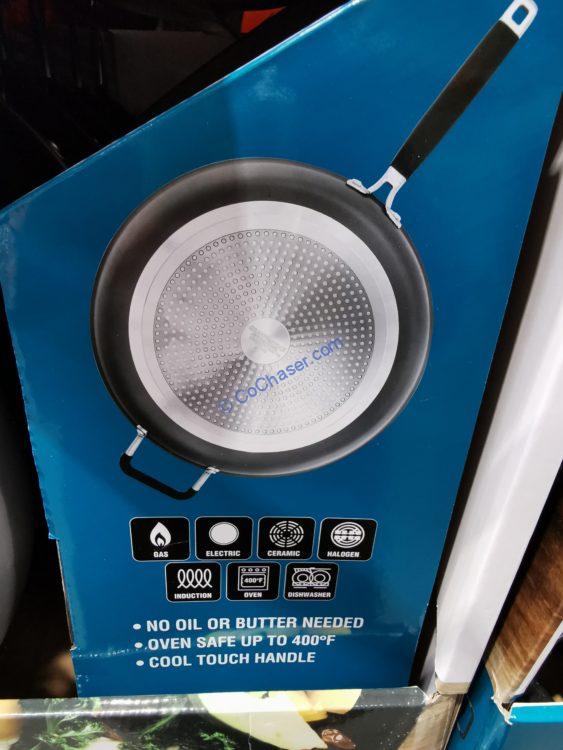 © CoChaser.com
GAS
ELECTRIC
CERAMIC
HALOGEN
INDUCTION
400°F
OVEN
DISHWASHER
• NO OIL OR BUTTER NEEDED
• OVEN SAFE UP TO 400°F
• COOL TOUCH HANDLE